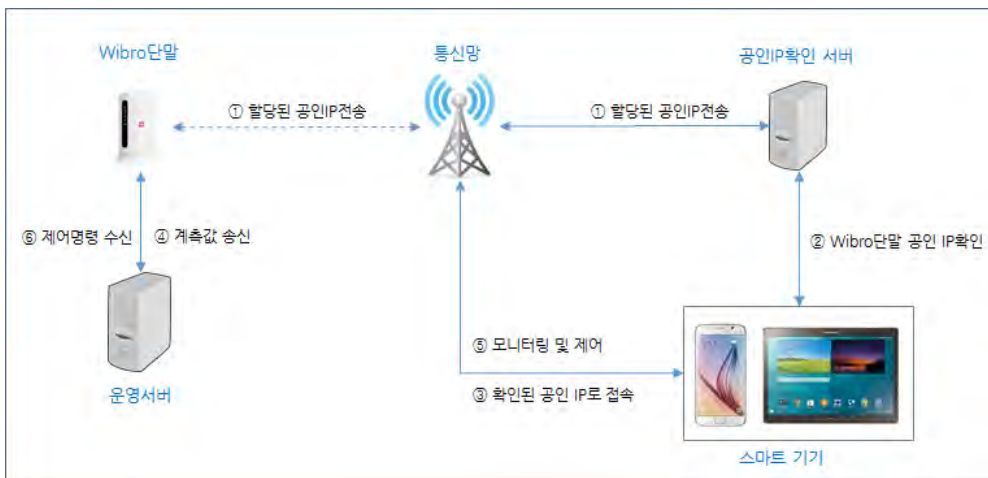 Wibro단말
통신망
공인IP확인 서버
① 할당된 공인IP전송
① 할당된 공인IP전송
⑥ 제어명령 수신
④ 계측값 송신
② Wibro단말 공인 IP확인
⑤ 모니터링 및 제어
③ 확인된 공인 IP로 접속
운영서버
스마트 기기